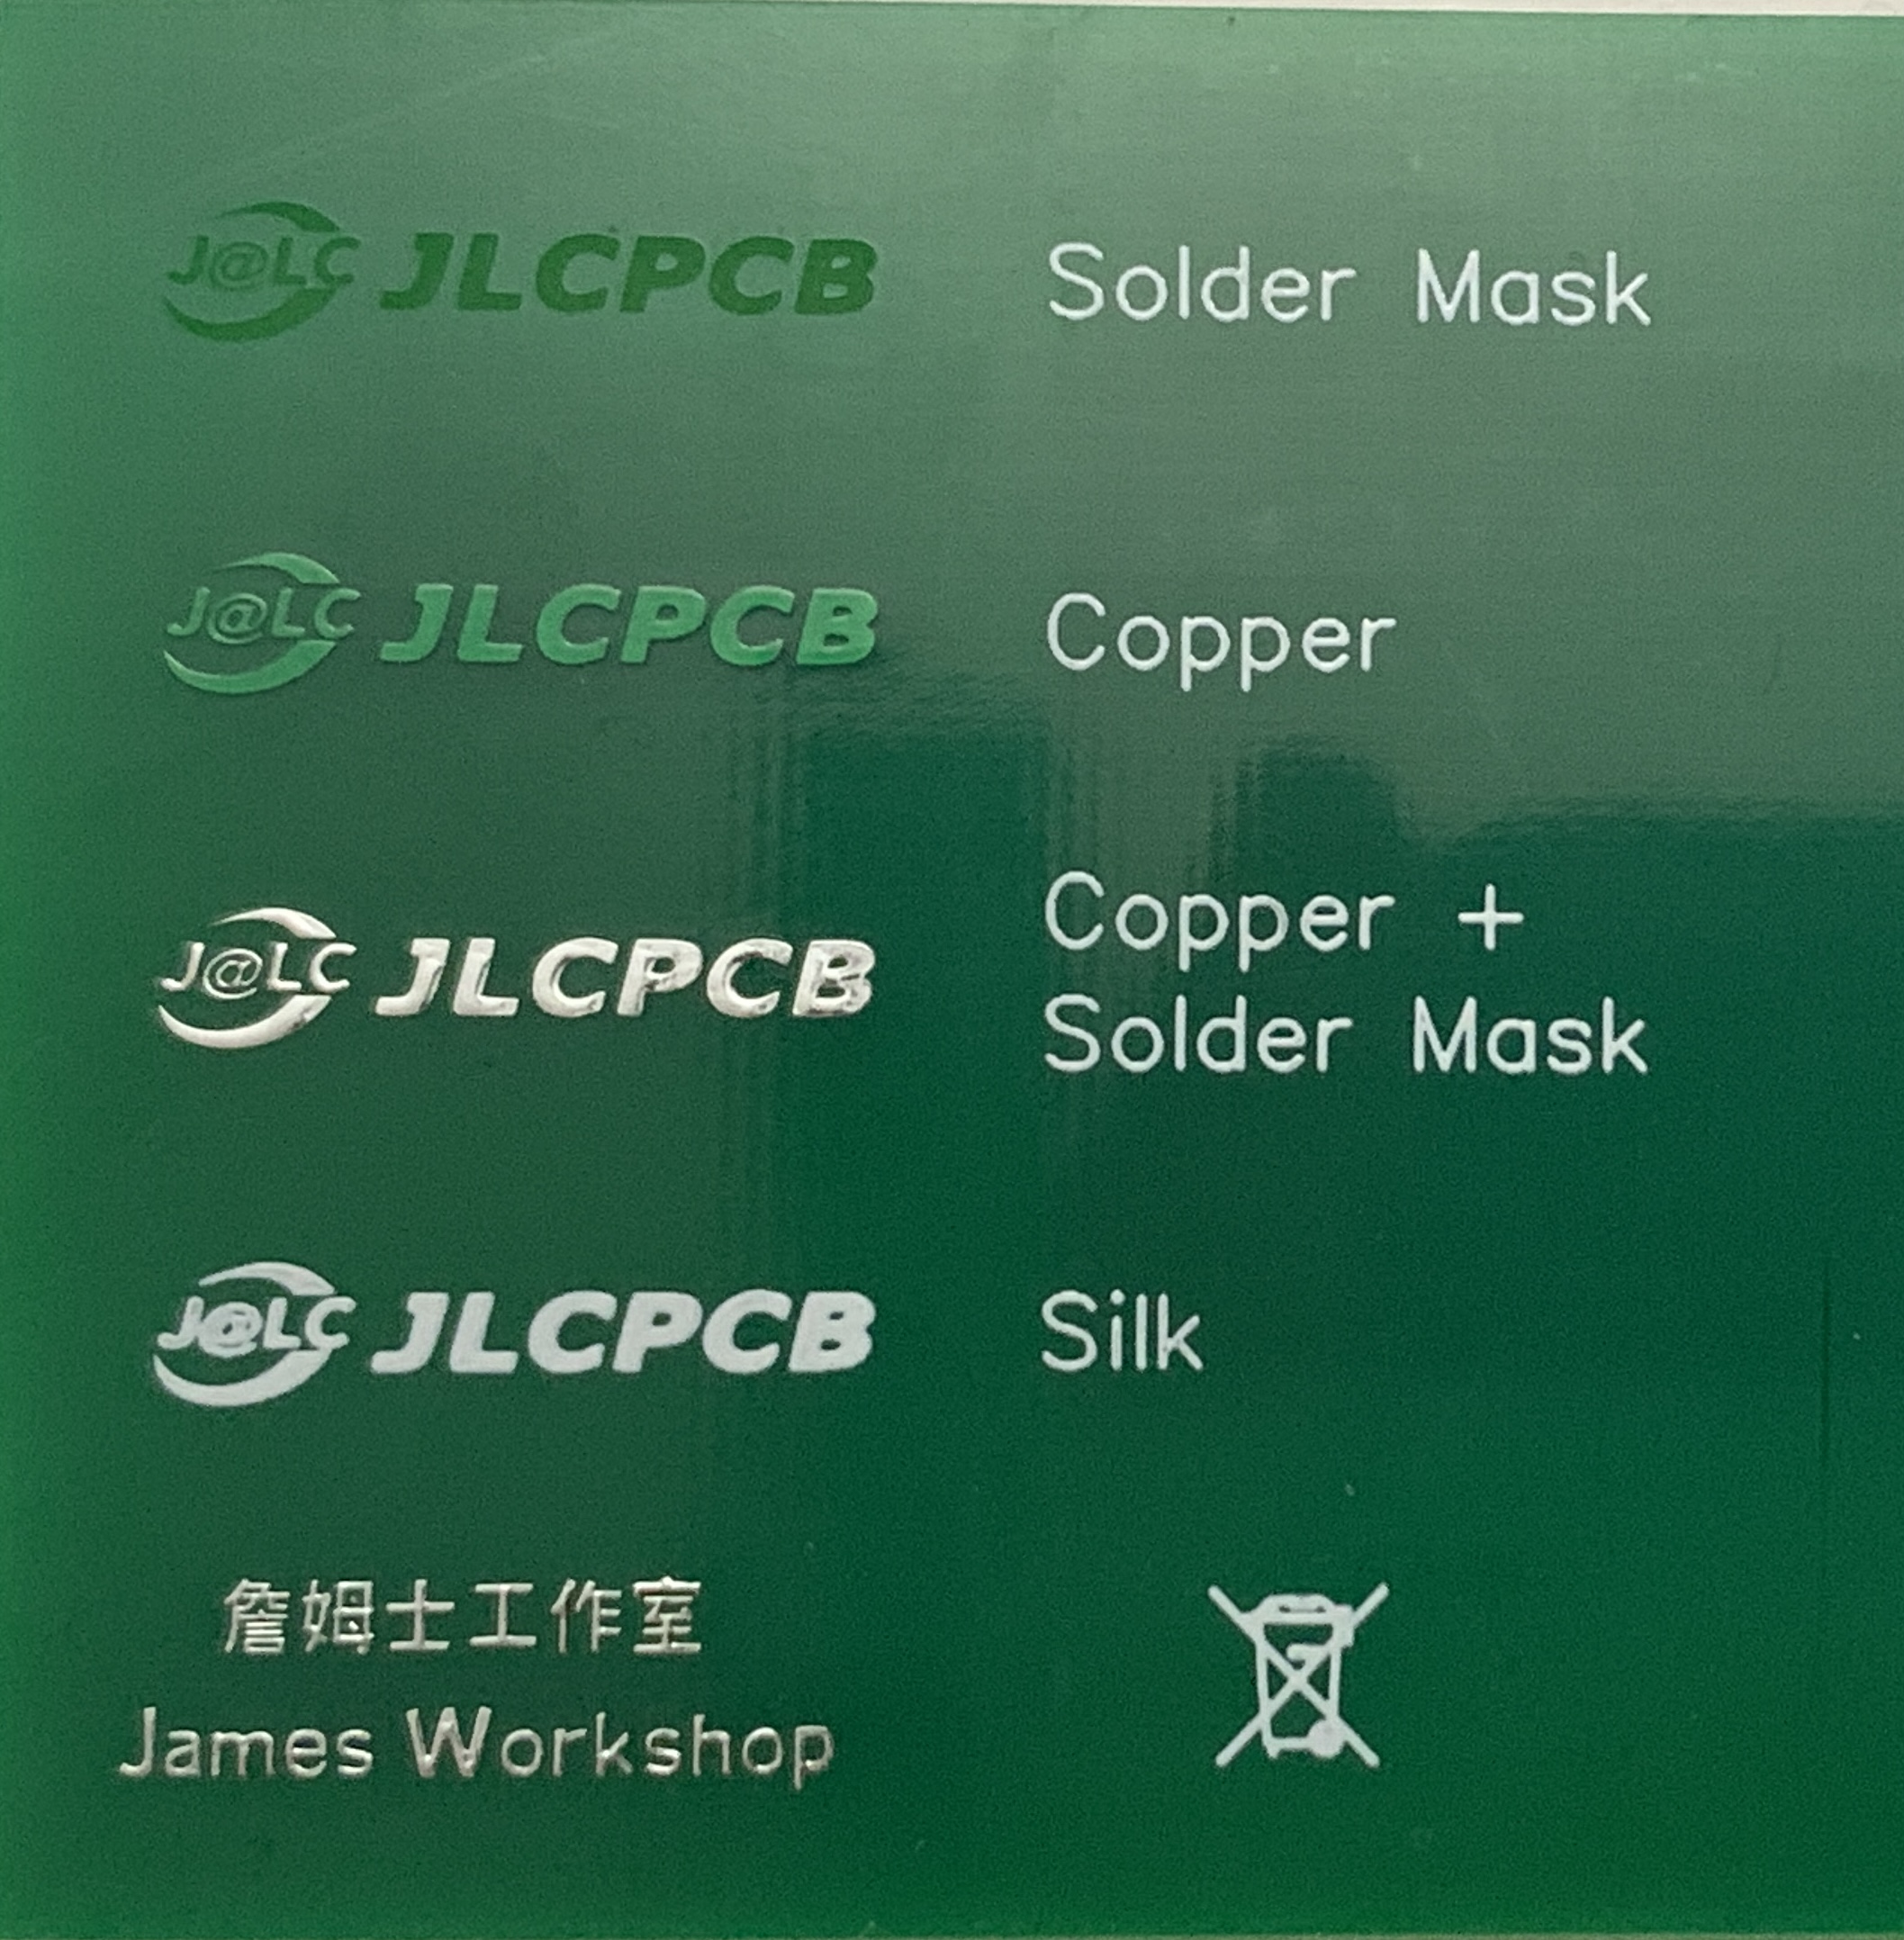 J@LC JLCPCB Solder Mask
J@LC JLCPCB Copper
J@LC JLCPCB Copper +
Solder Mask
J@LC JLCPCB Silk
詹姆士工作室
James Workshop